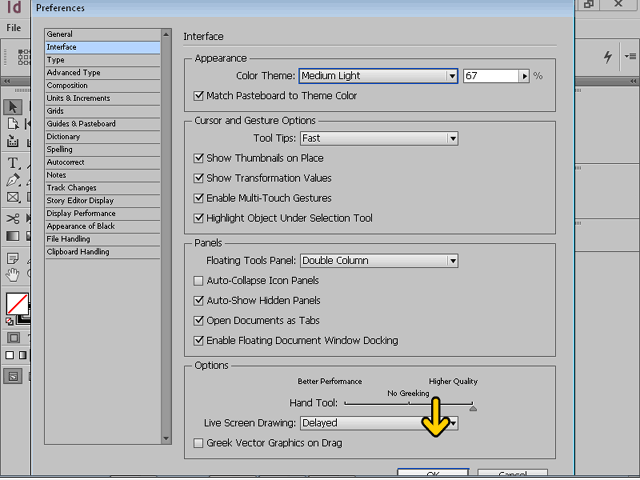 Id
Preferences
File
General
Interface
Type
Advanced Type
Composition
Units & Increments
Grids
Guides & Pasteboard
Dictionary
Spelling
Autocorrect
Notes
Track Changes
Story Editor Display
Display Performance
Appearance of Black
File Handling
Clipboard Handling
Interface
Appearance
Color Theme: Medium Light 67 %
Match Pasteboard to Theme Color
Cursor and Gesture Options
Tool Tips: Fast
Show Thumbnails on Place
Show Transformation Values
Enable Multi-Touch Gestures
Highlight Object Under Selection Tool
Panels
Floating Tools Panel: Double Column
Auto-Collapse Icon Panels
Auto-Show Hidden Panels
Open Documents as Tabs
Enable Floating Document Window Docking
Options
Better Performance Higher Quality
No Greeking
Hand Tool:
Live Screen Drawing: Delayed
Greek Vector Graphics on Drag
OK Cancel